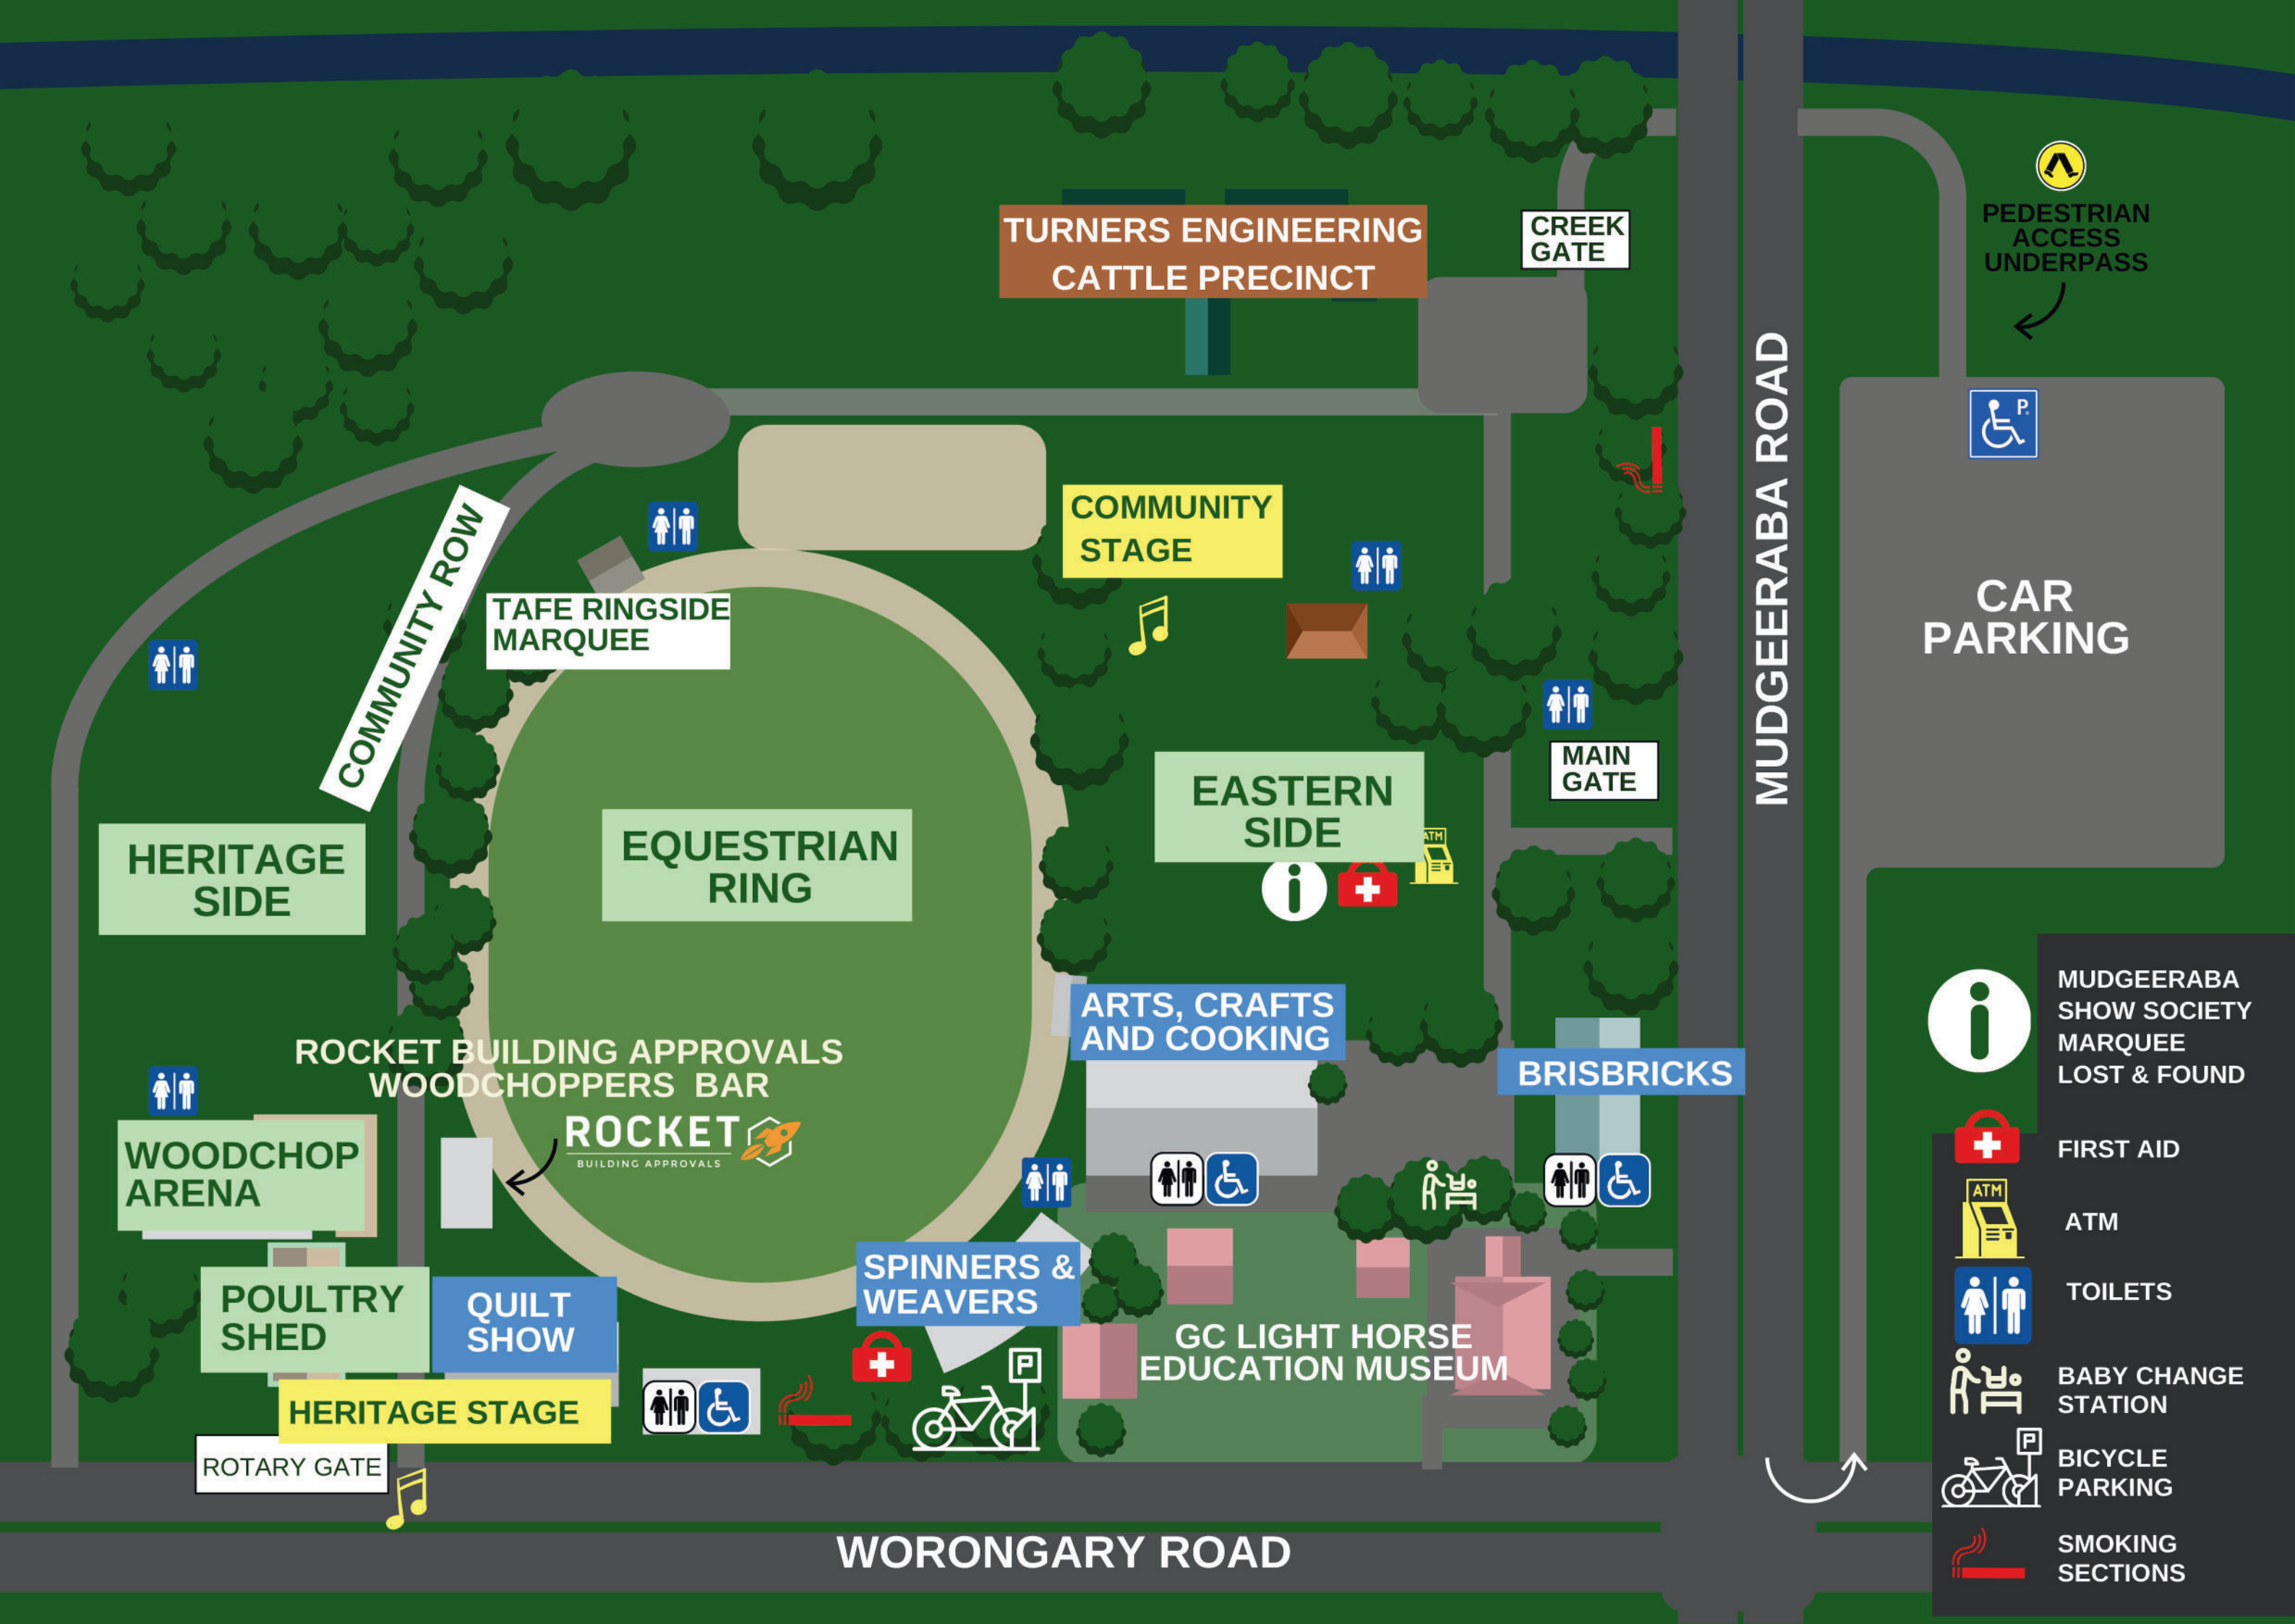 TURNERS ENGINEERING
CATTLE PRECINCT
CREEK
GATE
PEDESTRIAN
ACCESS
UNDERPASS
P
MUDGEERABA ROAD
CAR
PARKING
COMMUNITY
STAGE
COMMUNITY ROW
TAFE RINGSIDE
MARQUEE
MAIN
GATE
EASTERN
SIDE
ATM
i
HERITAGE
SIDE
EQUESTRIAN
RING
ARTS, CRAFTS
AND COOKING
BRISBRICKS
ROCKET BUILDING APPROVALS
WOODCHOPPERS BAR
ROCKET
BUILDING APPROVALS
WOODCHOP
ARENA
POULTRY
SHED
QUILT
SHOW
SPINNERS &
WEAVERS
GC LIGHT HORSE
EDUCATION MUSEUM
P
HERITAGE STAGE
ROTARY GATE
WORONGARY ROAD
i
MUDGEERABA
SHOW SOCIETY
MARQUEE
LOST & FOUND
FIRST AID
ATM
ATM
TOILETS
BABY CHANGE
STATION
P
BICYCLE
PARKING
SMOKING
SECTIONS